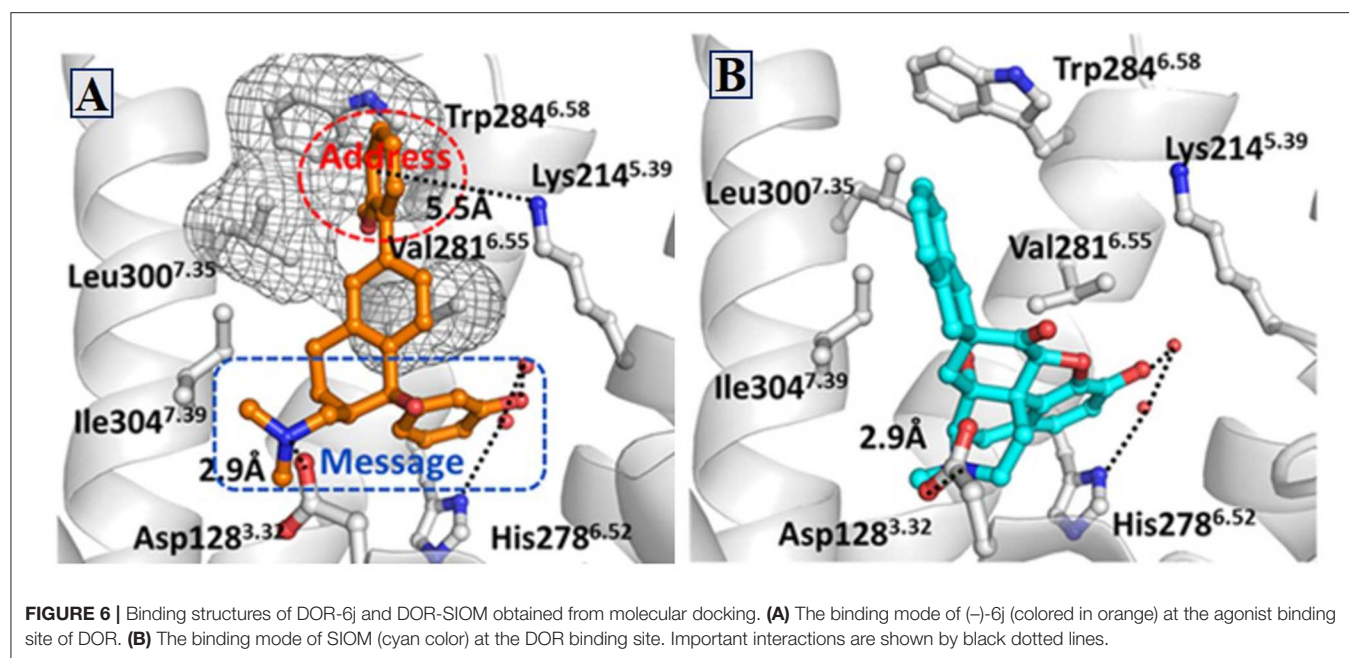 A
Trp284^6.58
Address
Lys214^5.39
5.5Å
Val281^6.55
Leu300^7.35
Ile304^7.39
2.9Å
Message
Asp128^3.32
His278^6.52
B
Trp284^6.58
Lys214^5.39
Leu300^7.35
Val281^6.55
Ile304^7.39
2.9Å
Asp128^3.32
His278^6.52
FIGURE 6 | Binding structures of DOR-6j and DOR-SIOM obtained from molecular docking. (A) The binding mode of (–)-6j (colored in orange) at the agonist binding
site of DOR. (B) The binding mode of SIOM (cyan color) at the DOR binding site. Important interactions are shown by black dotted lines.